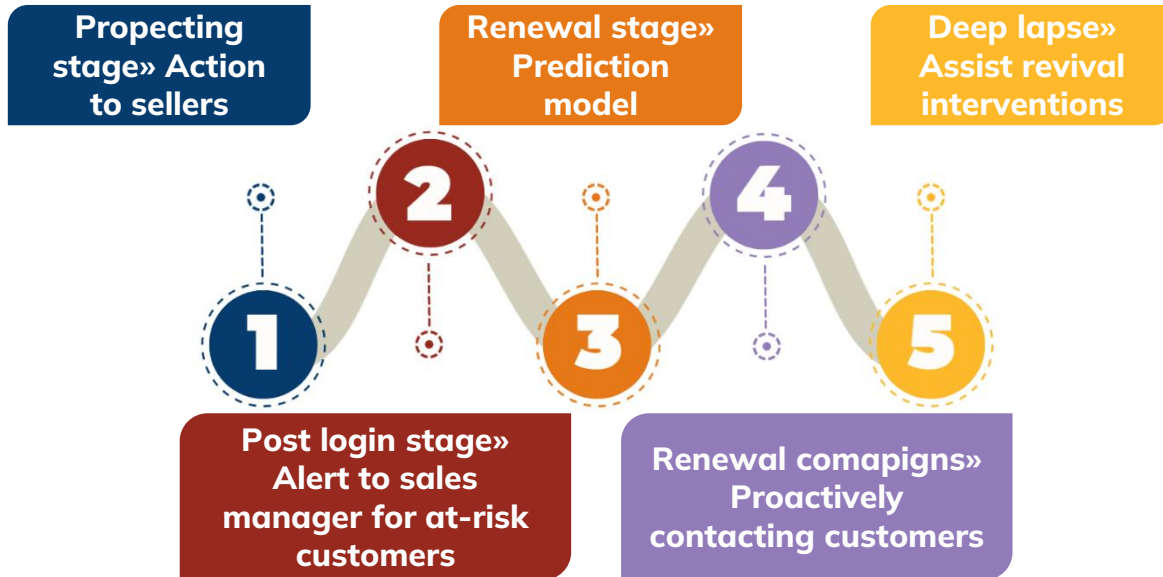 Propecting
stage» Action
to sellers
Renewal stage»
Prediction
model
Deep lapse»
Assist revival
interventions
2
4
1
3
5
Post login stage»
Alert to sales
manager for at-risk
customers
Renewal comapigns»
Proactively
contacting customers